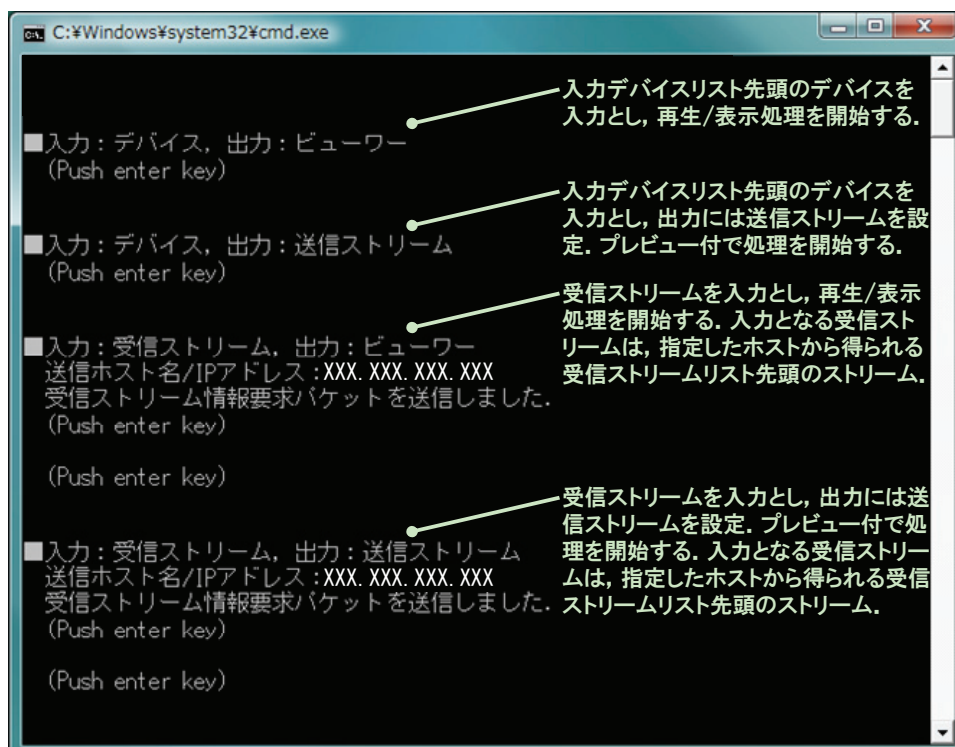 C:¥Windows¥system32¥cmd.exe
入力デバイスリスト先頭のデバイスを
入力とし, 再生/表示処理を開始する.
■入力:デバイス, 出力:ビューワー
(Push enter key)
入力デバイスリスト先頭のデバイスを
入力とし, 出力には送信ストリームを設
定. プレビュー付で処理を開始する.
■入力:デバイス, 出力:送信ストリーム
(Push enter key)
受信ストリームを入力とし, 再生/表示
処理を開始する. 入力となる受信スト
リームは, 指定したホストから得られる
受信ストリームリスト先頭のストリーム.
■入力:受信ストリーム, 出力:ビューワー
送信ホスト名/IPアドレス:XXX. XXX. XXX. XXX
受信ストリーム情報要求パケットを送信しました.
(Push enter key)
(Push enter key)
受信ストリームを入力とし, 出力には送
信ストリームを設定. プレビュー付で処
理を開始する. 入力となる受信ストリー
ムは, 指定したホストから得られる受信
ストリームリスト先頭のストリーム.
■入力:受信ストリーム, 出力:送信ストリーム
送信ホスト名/IPアドレス:XXX. XXX. XXX. XXX
受信ストリーム情報要求パケットを送信しました.
(Push enter key)
(Push enter key)